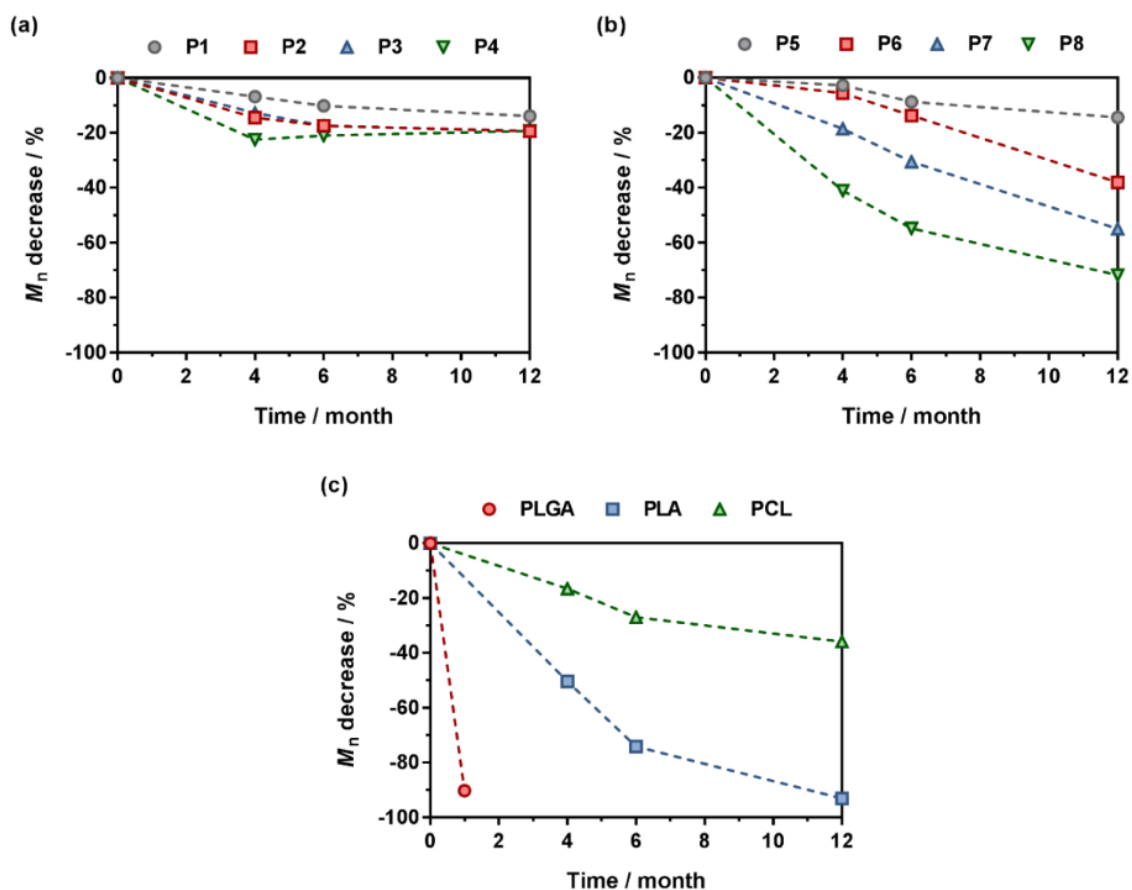 (a)
P1 P2 P3 P4
0
-20
-40
-60
-80
-100
Mn decrease / %
0 2 4 6 8 10 12
Time / month
(b)
P5 P6 P7 P8
0
-20
-40
-60
-80
-100
Mn decrease / %
0 2 4 6 8 10 12
Time / month
(c)
PLGA PLA PCL
0
-20
-40
-60
-80
-100
Mn decrease / %
0 2 4 6 8 10 12
Time / month